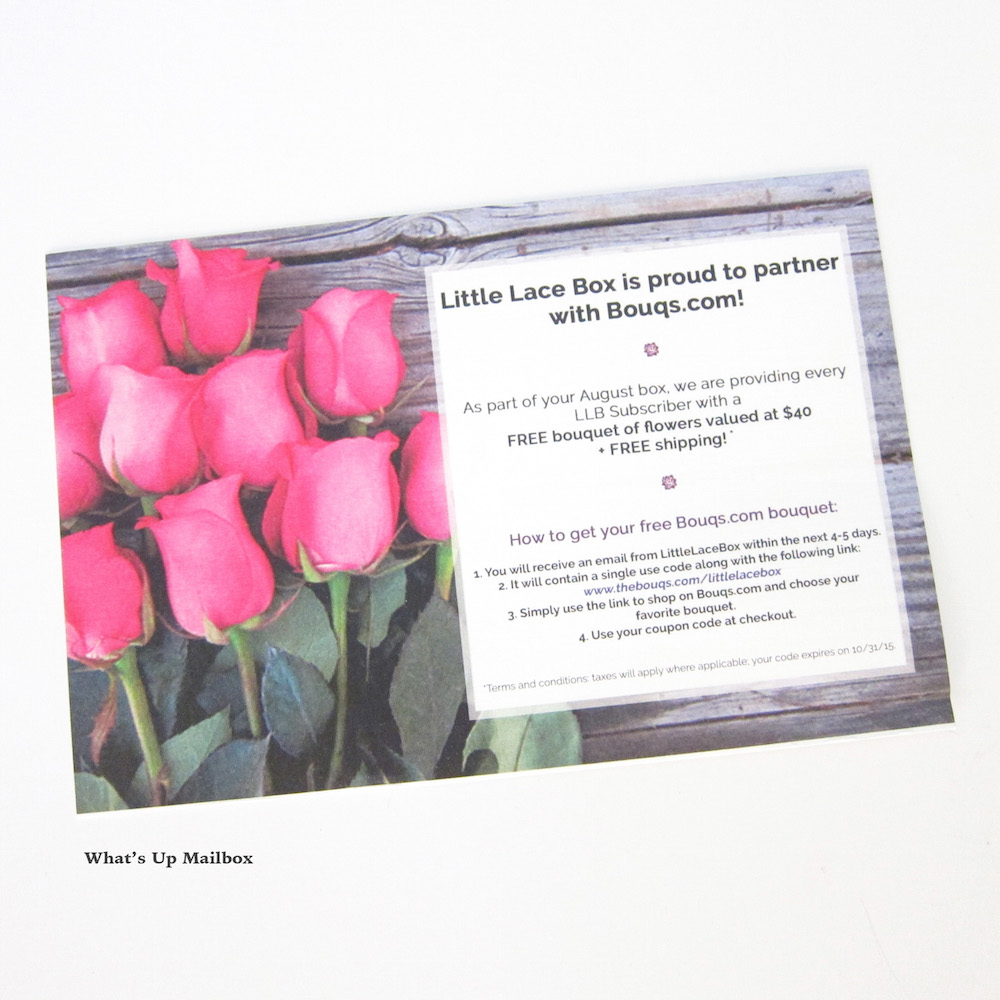 Little Lace Box is proud to partner
with Bouqs.com!
As part of your August box, we are providing every
LLB Subscriber with a
FREE bouquet of flowers valued at $40
+ FREE shipping!*
How to get your free Bouqs.com bouquet:
1. You will receive an email from LittleLaceBox within the next 4-5 days.
2. It will contain a single use code along with the following link:
www.thebouqs.com/littlelacebox
3. Simply use the link to shop on Bouqs.com and choose your
favorite bouquet.
4. Use your coupon code at checkout.
*Terms and conditions: taxes will apply where applicable; your code expires on 10/31/15
What's Up Mailbox